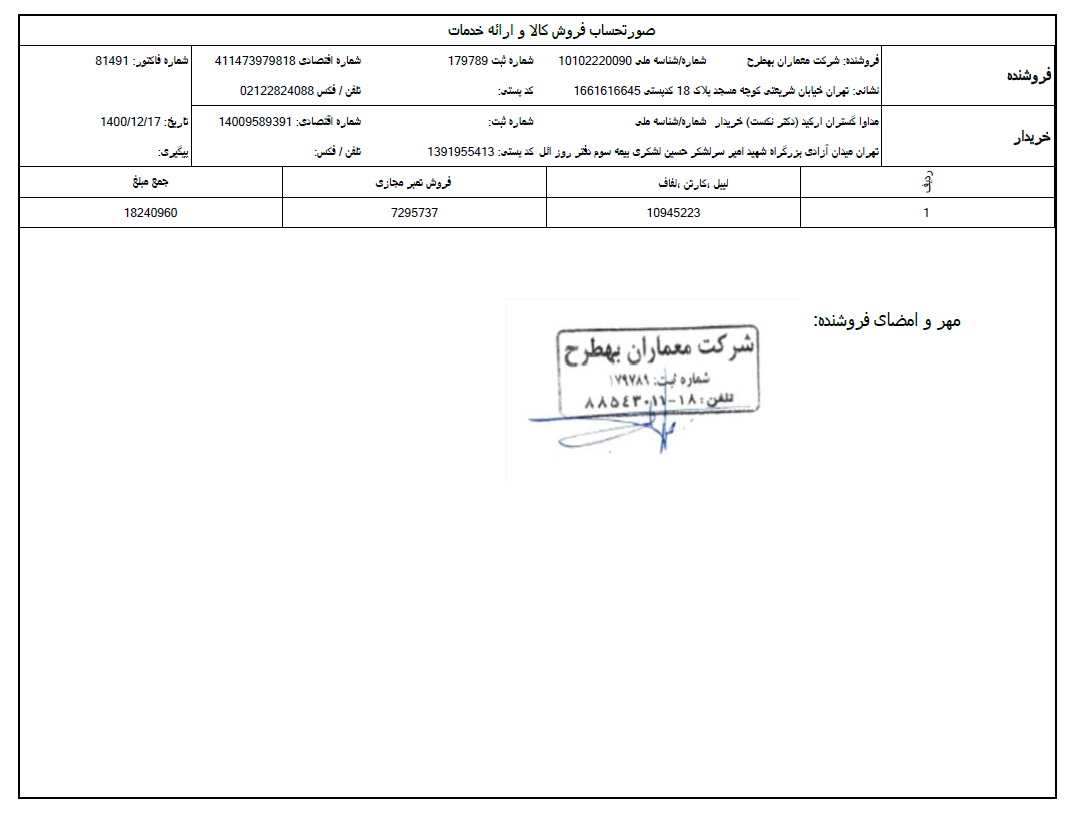 صورتحساب فروش کالا و ارائه خدمات
فروشنده
فروشنده: شرکت معماران بهطرح شماره/شناسه ملی 10102220090 شماره ثبت 179789 شماره اقتصادی 411473979818 شماره فاکتور: 81491
نشانی: تهران خیابان شریعتی کوچه مسجد پلاک 18 کدپستی 1661616645 کد پستی: تلفن / فکس 02122824088
خریدار
مداوا گستران ارکید (دکتر نکست) خریدار شماره/شناسه ملی شماره ثبت: شماره اقتصادی: 14009589391 تاریخ: 1400/12/17
تهران میدان آزادی بزرگراه شهید امیر سرلشکر حسین لشکری بیمه سوم دفتر روز اتل کد پستی: 1391955413 تلفن / فکس: پیگیری:
ردیف لیبل ،کارتن ،لفاف فروش تمبر مجازی جمع مبلغ
1 10945223 7295737 18240960
مهر و امضای فروشنده:
شرکت معماران بهطرح
شماره ثبت: ۱۷۹۷۸۹
تلفن: ۱۸-۸۸۵۴۳۰۱۱